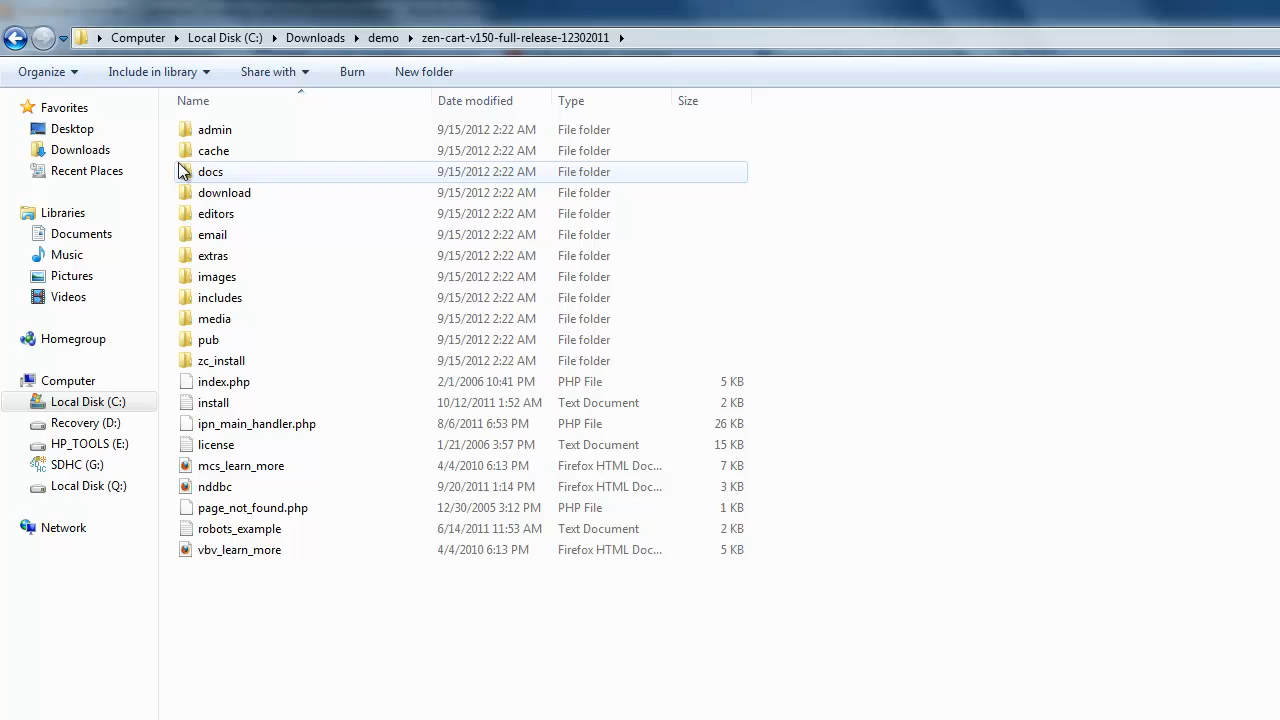 Computer Local Disk (C:) Downloads demo zen-cart-v150-full-release-12302011
Organize Include in library Share with Burn New folder
Favorites
Desktop
Downloads
Recent Places
Libraries
Documents
Music
Pictures
Videos
Homegroup
Computer
Local Disk (C:)
Recovery (D:)
HP_TOOLS (E:)
SDHC (G:)
Local Disk (Q:)
Network
Name Date modified Type Size
admin 9/15/2012 2:22 AM File folder
cache 9/15/2012 2:22 AM File folder
docs 9/15/2012 2:22 AM File folder
download 9/15/2012 2:22 AM File folder
editors 9/15/2012 2:22 AM File folder
email 9/15/2012 2:22 AM File folder
extras 9/15/2012 2:22 AM File folder
images 9/15/2012 2:22 AM File folder
includes 9/15/2012 2:22 AM File folder
media 9/15/2012 2:22 AM File folder
pub 9/15/2012 2:22 AM File folder
zc_install 9/15/2012 2:22 AM File folder
index.php 2/1/2006 10:41 PM PHP File 5 KB
install 10/12/2011 1:52 AM Text Document 2 KB
ipn_main_handler.php 8/6/2011 6:53 PM PHP File 26 KB
license 1/21/2006 3:57 PM Text Document 15 KB
mcs_learn_more 4/4/2010 6:13 PM Firefox HTML Doc... 7 KB
nddbc 9/20/2011 1:14 PM Firefox HTML Doc... 3 KB
page_not_found.php 12/30/2005 3:12 PM PHP File 1 KB
robots_example 6/14/2011 11:53 AM Text Document 2 KB
vbv_learn_more 4/4/2010 6:13 PM Firefox HTML Doc... 5 KB